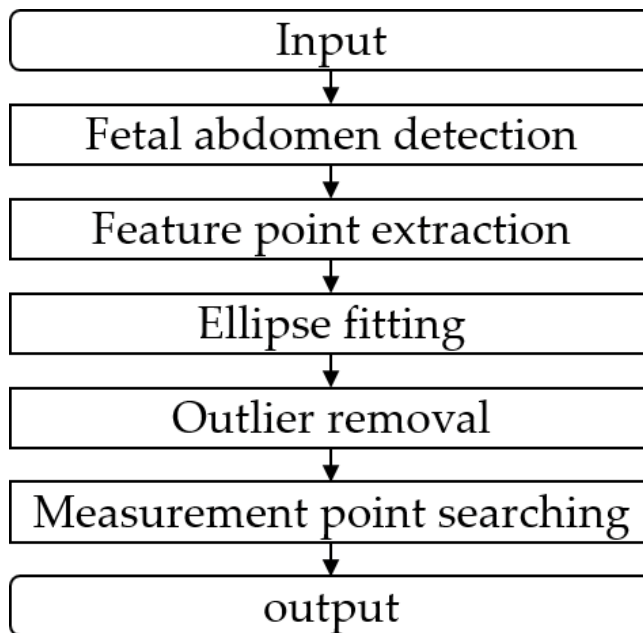 Input
Fetal abdomen detection
Feature point extraction
Ellipse fitting
Outlier removal
Measurement point searching
output